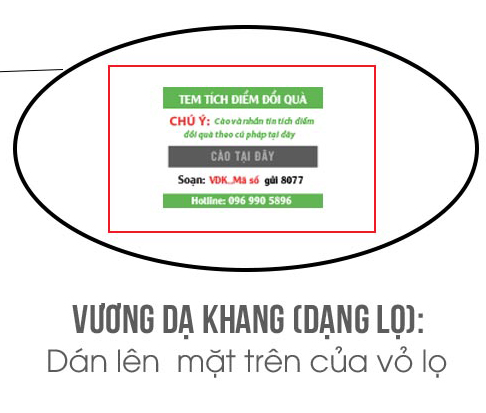 TEM TÍCH ĐIỂM ĐỔI QUÀ
CHÚ Ý: Cào và nhắn tin tích điểm
đổi quà theo cú pháp tại đây
CÀO TẠI ĐÂY
Soạn: VDK_Mã số gửi 8077
Hotline: 096 990 5896
VƯƠNG DẠ KHANG (DẠNG LỌ):
Dán lên mặt trên của vỏ lọ